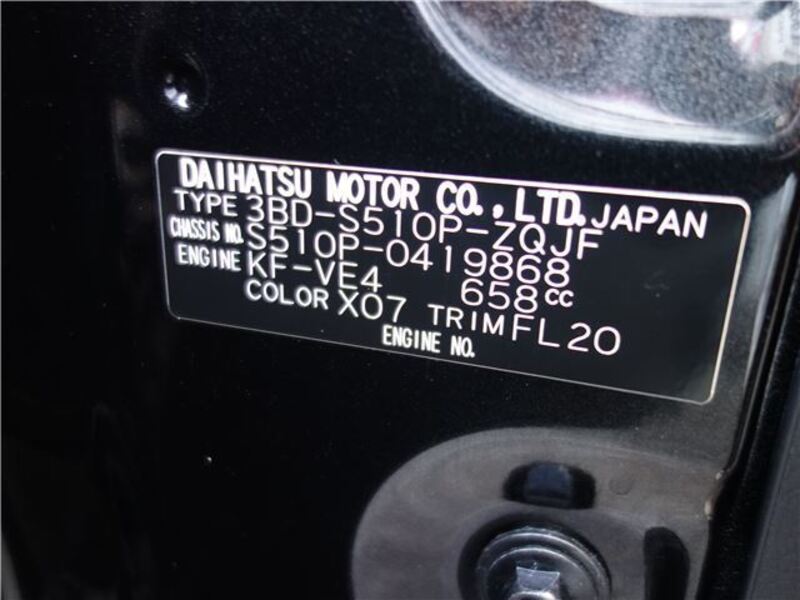 DAIHATSU MOTOR CO., LTD. JAPAN
TYPE 3BD-S510P-ZQJF
CHASSIS NO. S510P-0419868
ENGINE KF-VE4 658cc
COLOR X07 TRIM FL20
ENGINE NO.